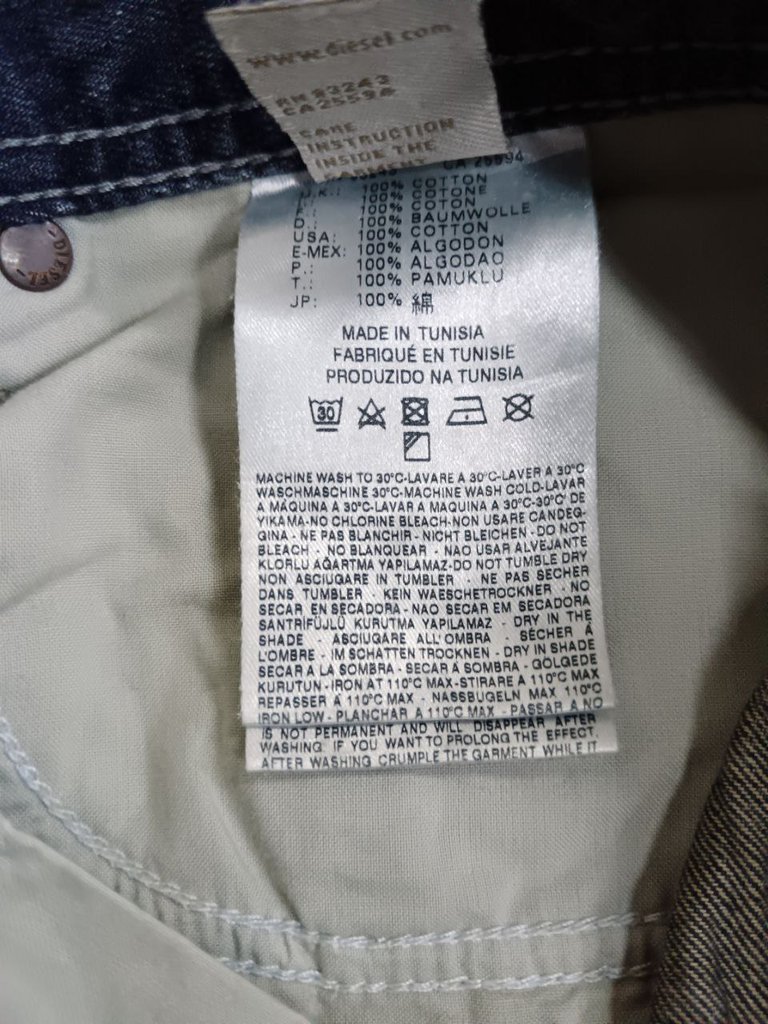 www.diesel.com
RN 93243
CA 25594
CARE
INSTRUCTION
INSIDE THE
GARMENT
CA 25594
U.K.: 100% COTTON
I.: 100% COTONE
F.: 100% COTON
D.: 100% BAUMWOLLE
USA: 100% COTTON
E-MEX: 100% ALGODON
P.: 100% ALGODAO
T.: 100% PAMUKLU
JP: 100% 綿
DIESEL
MADE IN TUNISIA
FABRIQUÉ EN TUNISIE
PRODUZIDO NA TUNISIA
30
MACHINE WASH TO 30°C-LAVARE A 30°C-LAVER A 30°C
WASCHMASCHINE 30°C-MACHINE WASH COLD-LAVAR
A MÁQUINA A 30°C-LAVAR A MAQUINA A 30°C-30°C' DE
YIKAMA-NO CHLORINE BLEACH-NON USARE CANDEG-
GINA - NE PAS BLANCHIR - NICHT BLEICHEN - DO NOT
BLEACH - NO BLANQUEAR - NAO USAR ALVEJANTE
KLORLU AĞARTMA YAPILAMAZ-DO NOT TUMBLE DRY
NON ASCIUGARE IN TUMBLER - NE PAS SECHER
DANS TUMBLER - KEIN WAESCHETROCKNER - NO
SECAR EN SECADORA - NAO SECAR EM SECADORA
SANTRİFÜJLÜ KURUTMA YAPILAMAZ - DRY IN THE
SHADE - ASCIUGARE ALL'OMBRA - SÉCHER Á
L'OMBRE - IM SCHATTEN TROCKNEN - DRY IN SHADE
SECAR A LA SOMBRA - SECAR Á SOMBRA - GÖLGEDE
KURUTUN - IRON AT 110°C MAX-STIRARE A 110°C MAX
REPASSER Á 110°C MAX - NASSBUGELN MAX 110°C
IRON LOW - PLANCHAR Á 110°C MAX - PASSAR Á NO
IS NOT PERMANENT AND WILL DISAPPEAR AFTER
WASHING. IF YOU WANT TO PROLONG THE EFFECT,
AFTER WASHING CRUMPLE THE GARMENT WHILE IT